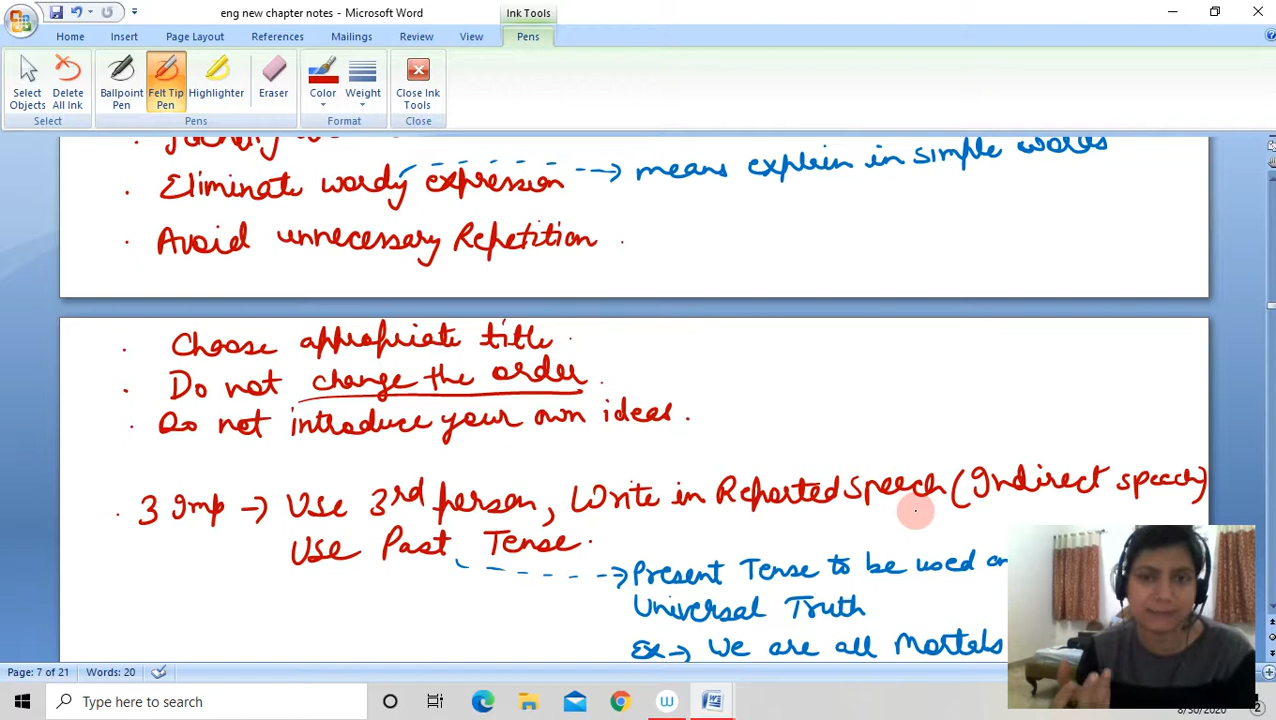 eng new chapter notes - Microsoft Word
Ink Tools
Home
Insert
Page Layout
References
Mailings
Review
View
Pens
Select Objects
Delete All Ink
Ballpoint Pen
Felt Tip Pen
Highlighter
Eraser
Color
Weight
Close Ink Tools
Select
Pens
Format
Close
. Eliminate wordy expression --> means explain in simple words
. Avoid unnecessary Repetition .
. Choose appropriate title .
. Do not change the order .
. Do not introduce your own ideas .
. 3 Imp → Use 3rd person, Write in Reported Speech (Indirect speech)
Use Past Tense .
Present Tense to be used
Universal Truth
Ex → We are all Mortals
Page: 7 of 21
Words: 20
Type here to search
8/30/2020
2